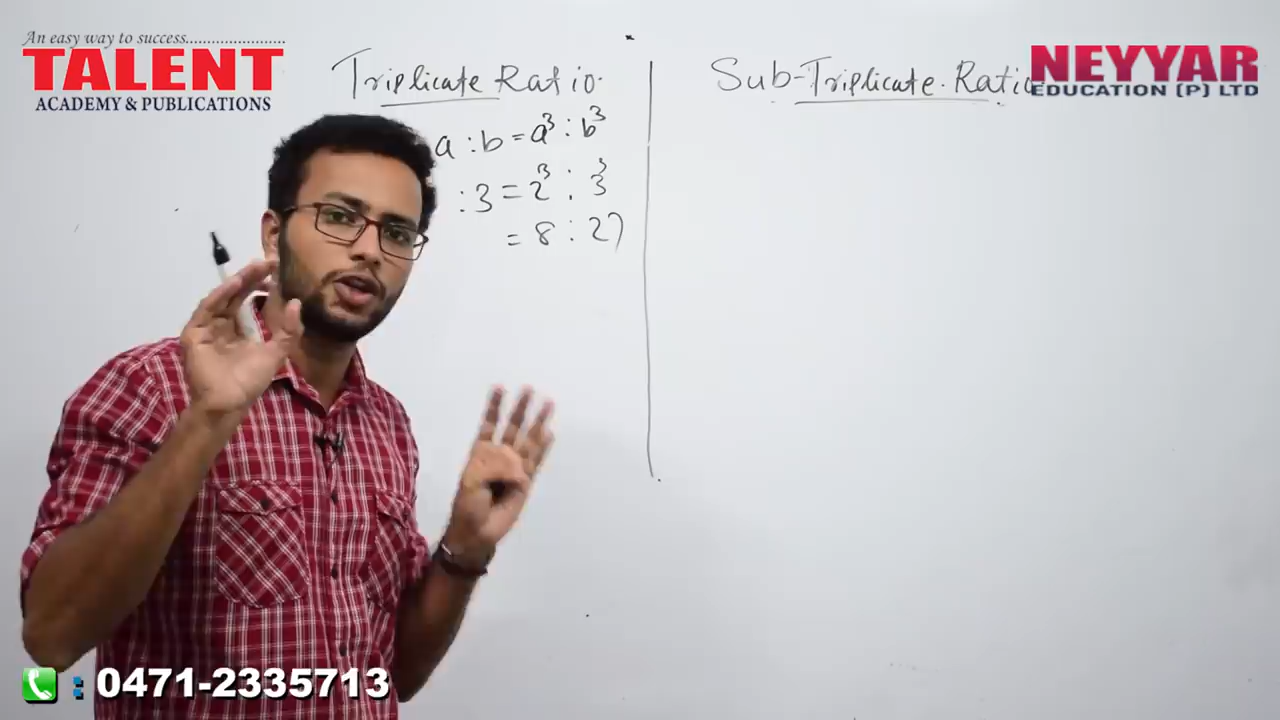 An easy way to success........................
TALENT
ACADEMY & PUBLICATIONS
NEYYAR
EDUCATION (P) LTD
Triplicate Ratio.
a : b = a³ : b³
: 3 = 2³ : 3³
= 8 : 27
Sub-Triplicate Ratio
: 0471-2335713